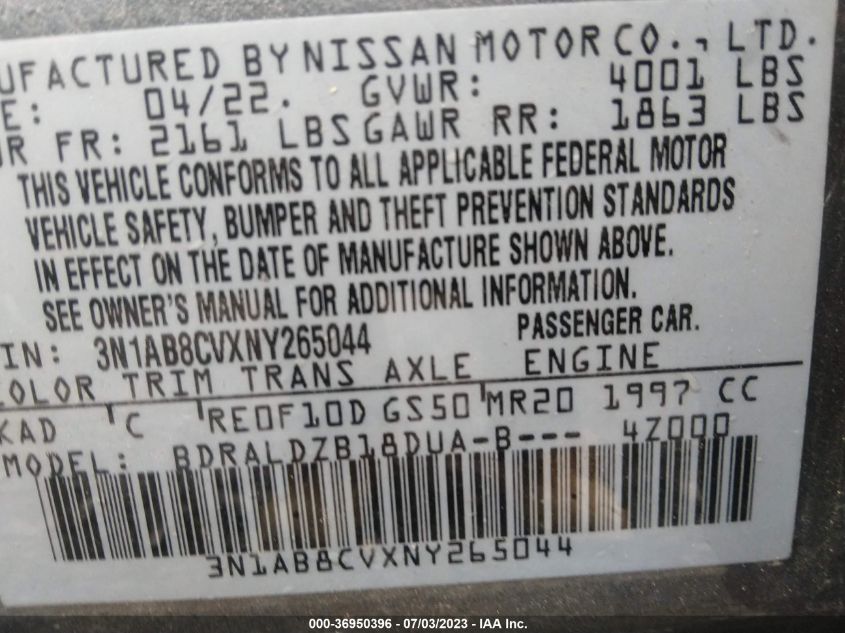 UFACTURED BY NISSAN MOTOR CO., LTD.
E: 04/22. GVWR: 4001 LBS
R FR: 2161 LBS GAWR RR: 1863 LBS
THIS VEHICLE CONFORMS TO ALL APPLICABLE FEDERAL MOTOR
VEHICLE SAFETY, BUMPER AND THEFT PREVENTION STANDARDS
IN EFFECT ON THE DATE OF MANUFACTURE SHOWN ABOVE.
SEE OWNER'S MANUAL FOR ADDITIONAL INFORMATION.
IN: 3N1AB8CVXNY265044 PASSENGER CAR.
OLOR TRIM TRANS AXLE ENGINE
KAD 'C 'RE0F10D GS50 'MR20 1997 CC
MODEL: BDRALDZB18DUA-B--- 4Z000
3N1AB8CVXNY265044
000-36950396 - 07/03/2023 - IAA Inc.